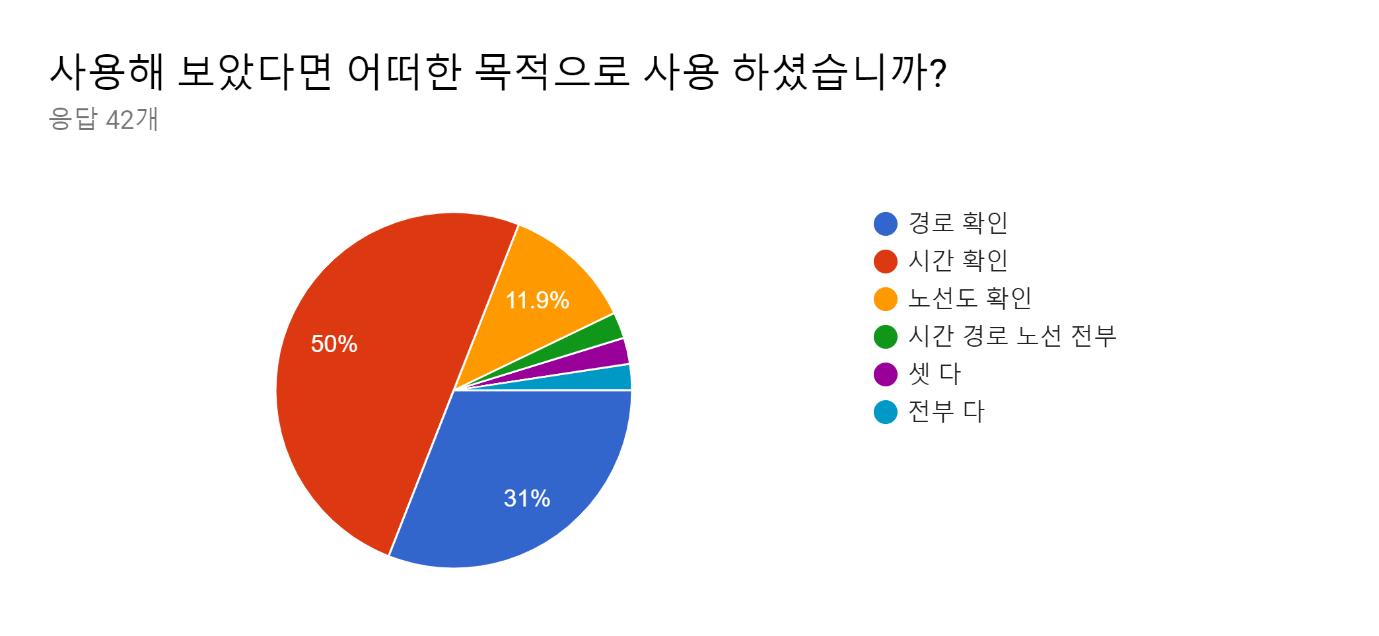 사용해 보았다면 어떠한 목적으로 사용 하셨습니까?
응답 42개
경로 확인
시간 확인
노선도 확인
시간 경로 노선 전부
셋 다
전부 다
11.9%
50%
31%